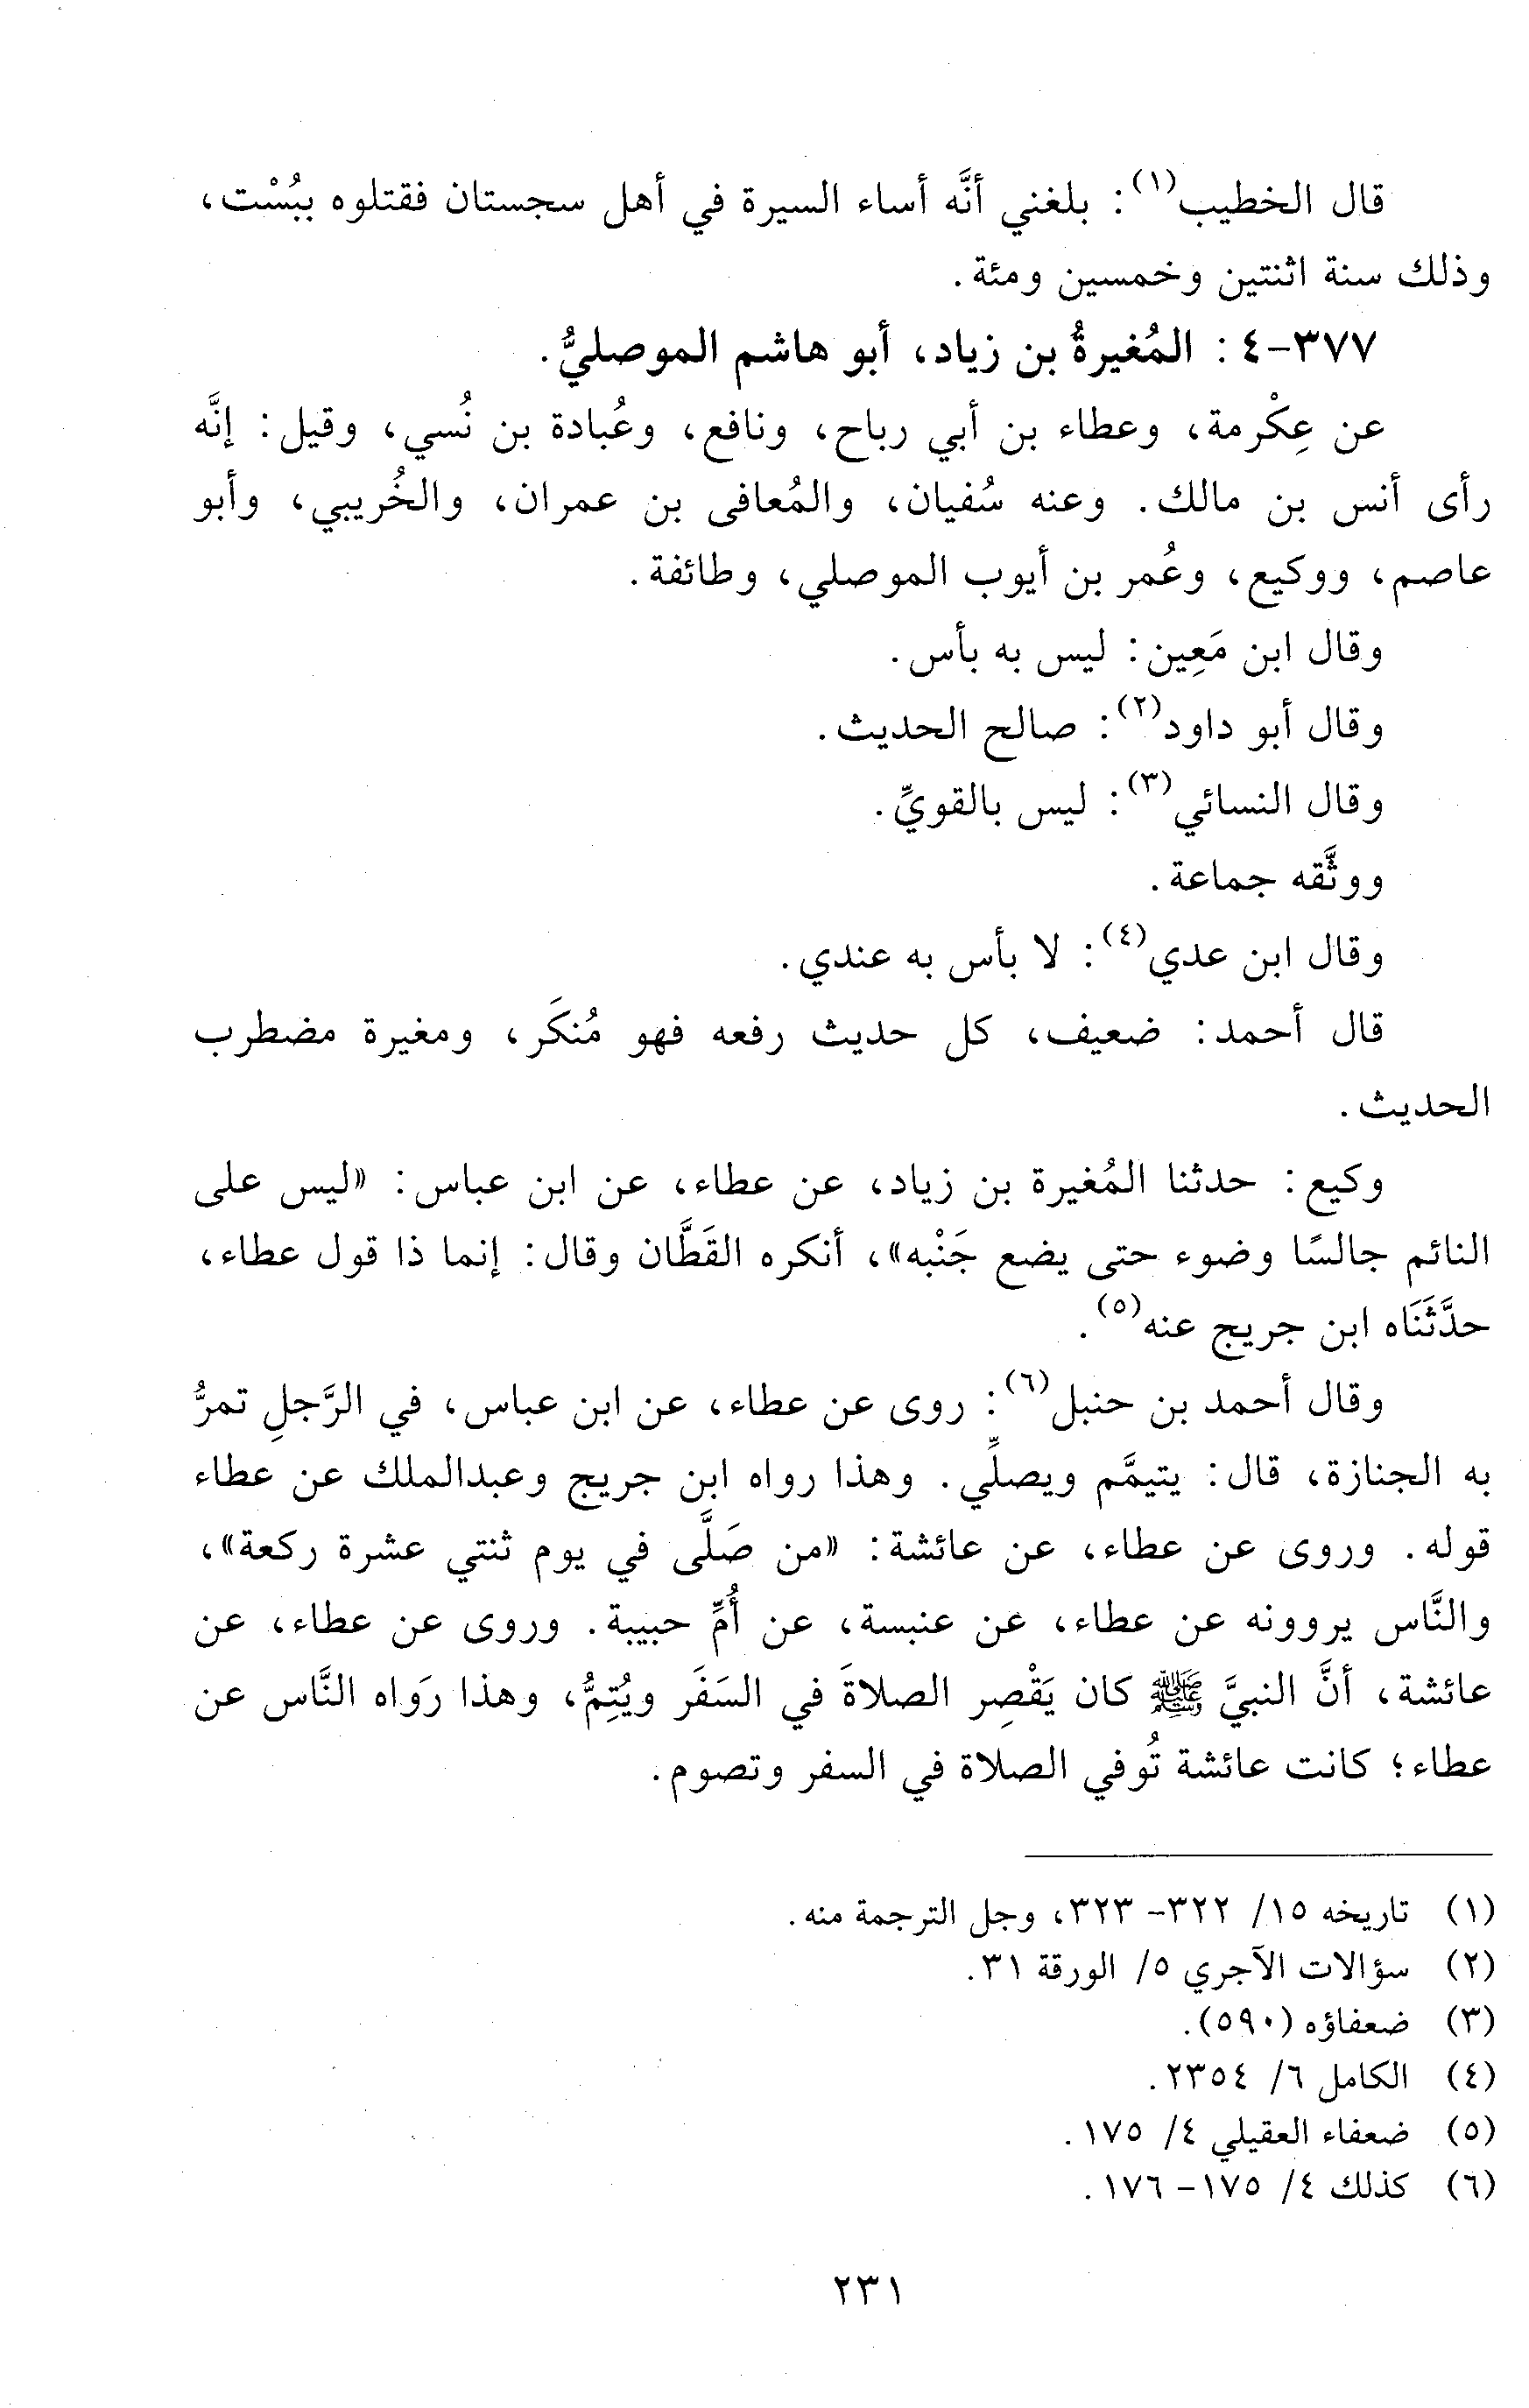 قال الخطيب(١): بلغني أنَّه أساء السيرة في أهل سجستان فقتلوه ببُسْت،
وذلك سنة اثنتين وخمسين ومئة.
٣٧٧-٤: المُغيرةُ بن زياد، أبو هاشم الموصليُّ.
عن عِكْرمة، وعطاء بن أبي رباح، ونافع، وعُبادة بن نُسي، وقيل: إنَّه
رأى أنس بن مالك. وعنه سُفيان، والمُعافى بن عمران، والخُريبي، وأبو
عاصم، ووكيع، وعُمر بن أيوب الموصلي، وطائفة.
وقال ابن مَعِين: ليس به بأس.
وقال أبو داود(٢): صالح الحديث.
وقال النسائي(٣): ليس بالقويِّ.
ووثَّقه جماعة.
وقال ابن عدي(٤): لا بأس به عندي.
قال أحمد: ضعيف، كل حديث رفعه فهو مُنكَر، ومغيرة مضطرب
الحديث.
وكيع: حدثنا المُغيرة بن زياد، عن عطاء، عن ابن عباس: «ليس على
النائم جالسًا وضوء حتى يضع جَنْبه»، أنكره القَطَّان وقال: إنما ذا قول عطاء،
حدَّثَنَاه ابن جريج عنه(٥).
وقال أحمد بن حنبل(٦): روى عن عطاء، عن ابن عباس، في الرَّجلِ تمرُّ
به الجنازة، قال: يتيمَّم ويصلِّي. وهذا رواه ابن جريج وعبدالملك عن عطاء
قوله. وروى عن عطاء، عن عائشة: «من صَلَّى في يوم ثنتي عشرة ركعة»،
والنَّاس يروونه عن عطاء، عن عنبسة، عن أُمِّ حبيبة. وروى عن عطاء، عن
عائشة، أنَّ النبيَّ ﷺ كان يَقْصِر الصلاةَ في السَفَر ويُتِمُّ، وهذا رَواه النَّاس عن
عطاء؛ كانت عائشة تُوفي الصلاة في السفر وتصوم.
(١) تاريخه ١٥/ ٣٢٢- ٣٢٣، وجل الترجمة منه.
(٢) سؤالات الآجري ٥/ الورقة ٣١.
(٣) ضعفاؤه (٥٩٠).
(٤) الكامل ٦/ ٢٣٥٤.
(٥) ضعفاء العقيلي ٤/ ١٧٥.
(٦) كذلك ٤/ ١٧٥- ١٧٦.
٢٣١